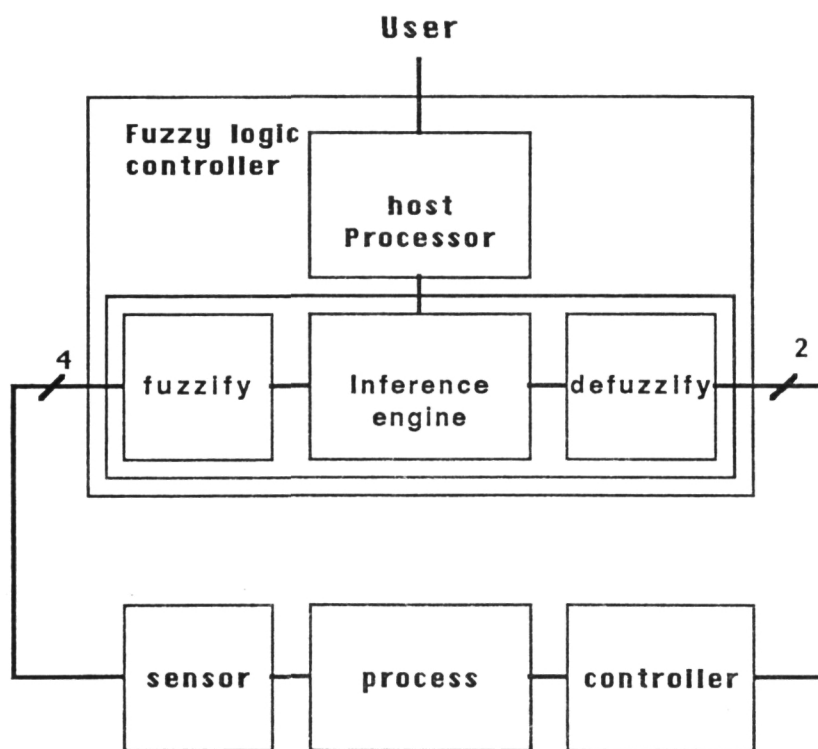 User
Fuzzy logic
controller
host
Processor
4
2
fuzzify
Inference
engine
defuzzify
sensor
process
controller